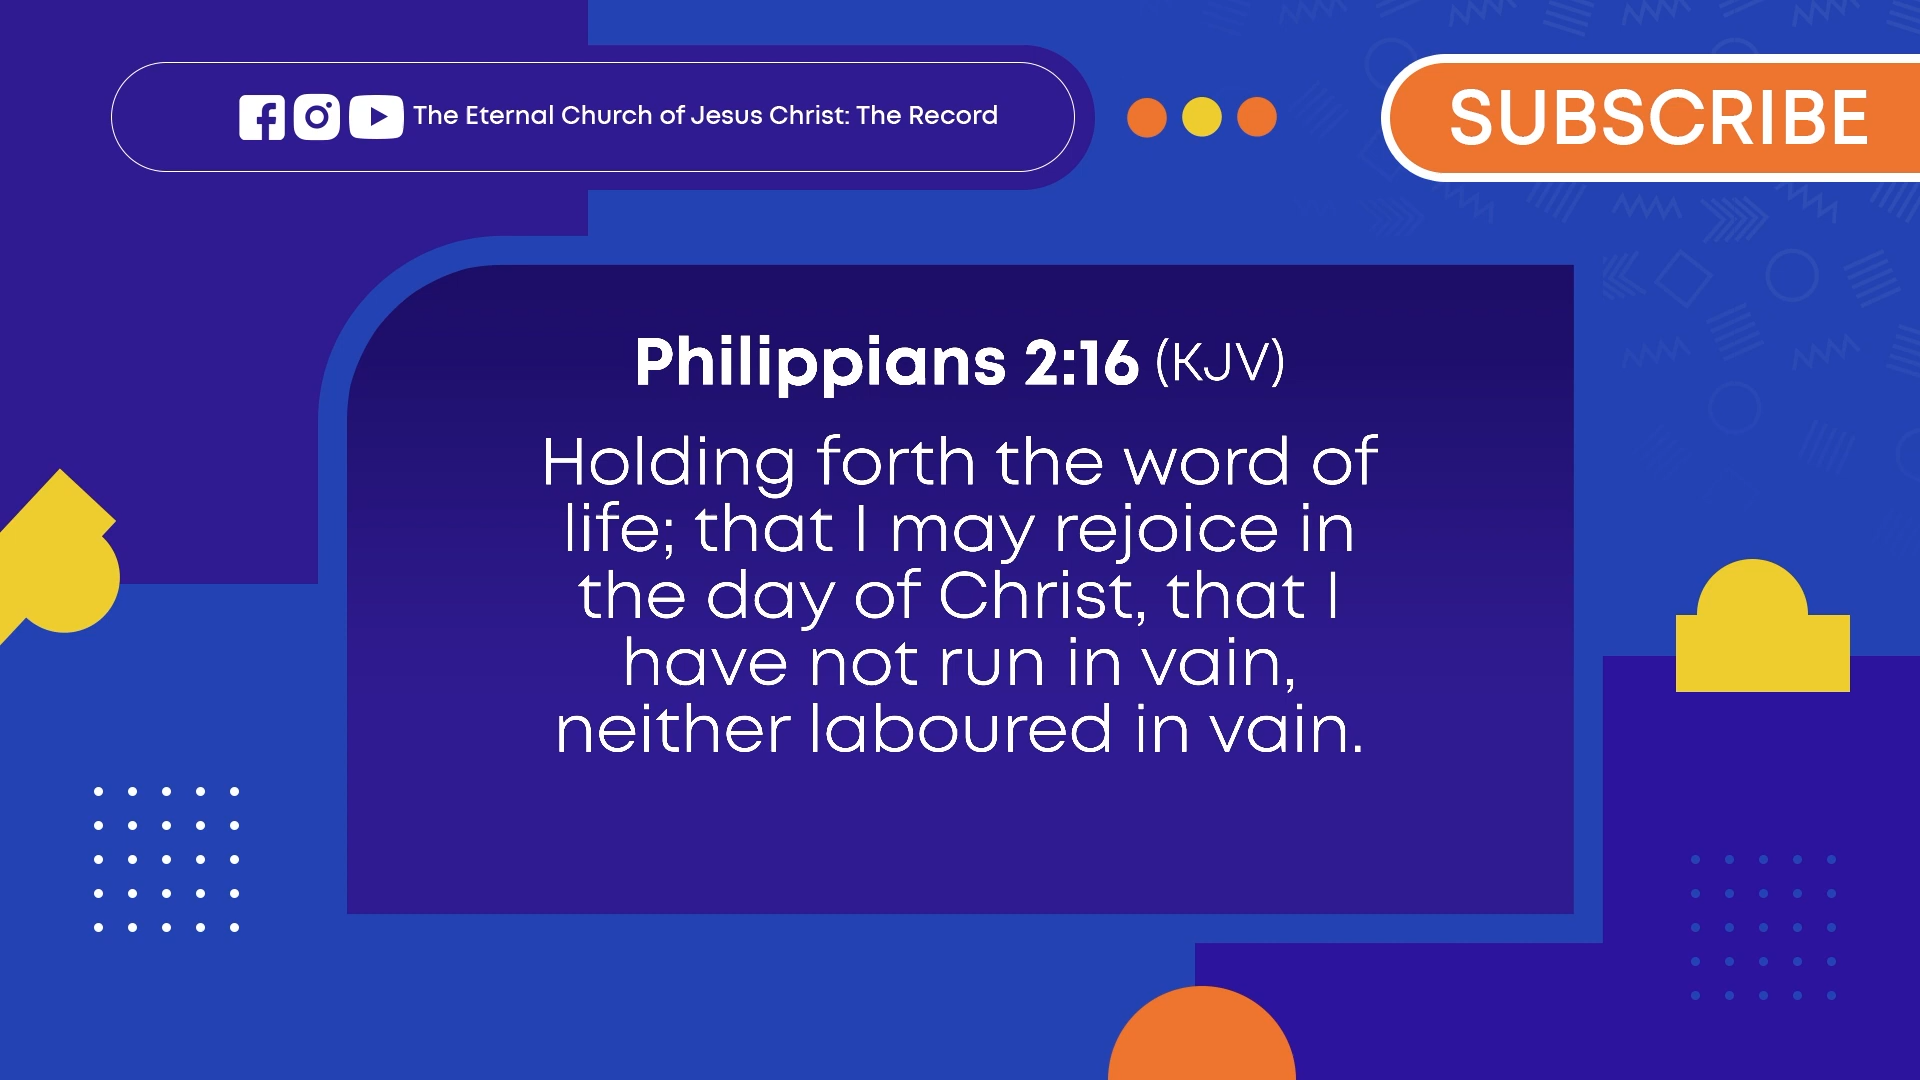 The Eternal Church of Jesus Christ: The Record
SUBSCRIBE
Philippians 2:16 (KJV)
Holding forth the word of
life; that I may rejoice in
the day of Christ, that I
have not run in vain,
neither laboured in vain.